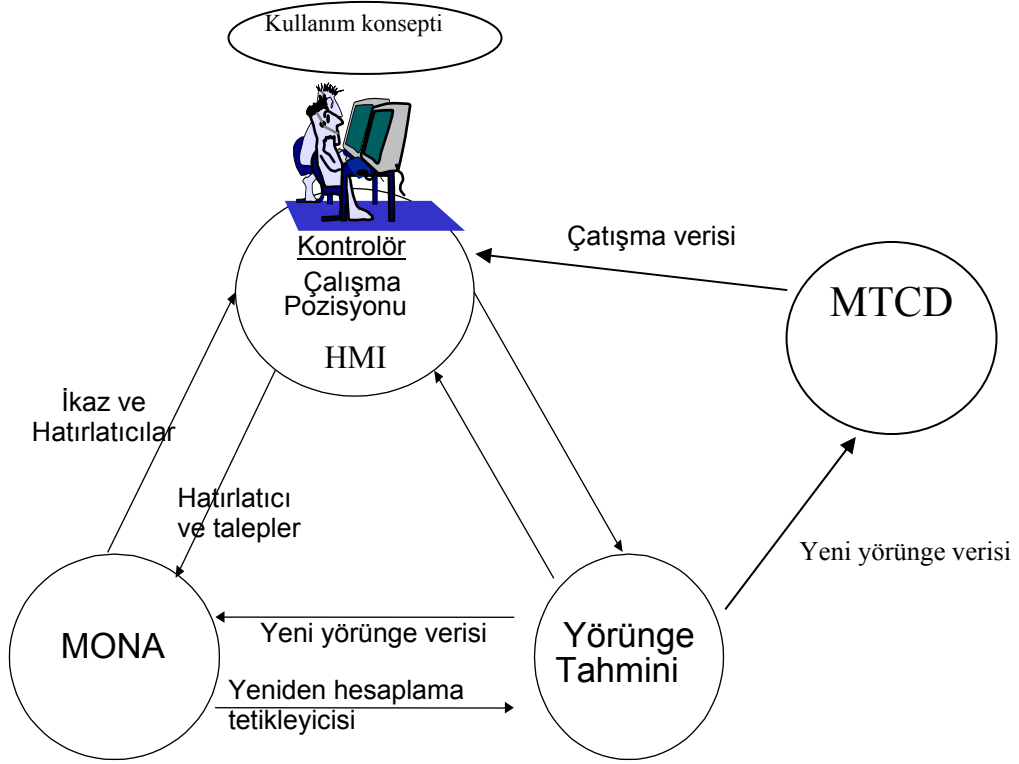 Kullanım konsepti
Kontrolör
Çalışma
Pozisyonu
HMI
Çatışma verisi
MTCD
İkaz ve
Hatırlatıcılar
Hatırlatıcı
ve talepler
Yeni yörünge verisi
MONA
Yeni yörünge verisi
Yörünge
Tahmini
Yeniden hesaplama
tetikleyicisi